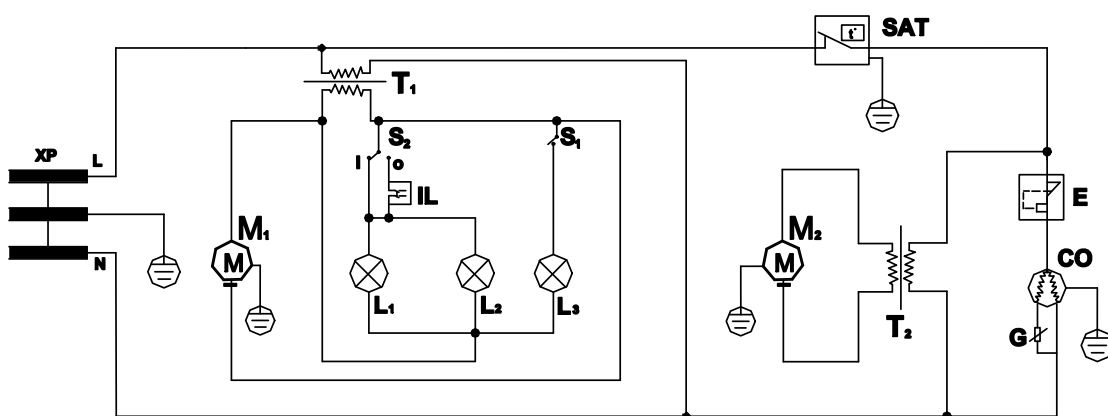 SAT
t°
T₁
S₂
S₁
XP
L
I
o
IL
E
N
M₁
M
M₂
M
CO
L₁
L₂
L₃
T₂
G